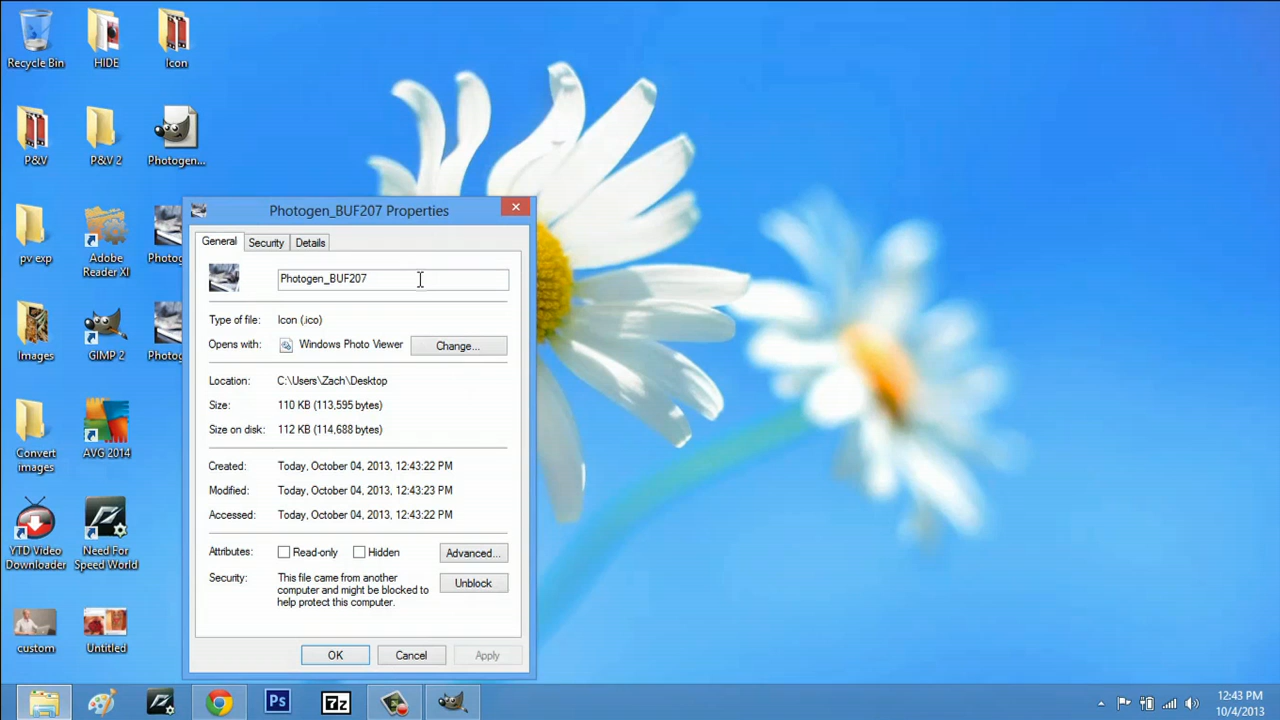 Recycle Bin
HIDE
Icon
P&V
P&V 2
Photogen...
pv exp
Adobe
Reader XI
Photog
Images
GIMP 2
Photog
Convert
images
AVG 2014
YTD Video
Downloader
Need For
Speed World
custom
Untitled
Photogen_BUF207 Properties
General
Security
Details
Photogen_BUF207
Type of file:
Icon (.ico)
Opens with:
Windows Photo Viewer
Change...
Location:
C:\Users\Zach\Desktop
Size:
110 KB (113,595 bytes)
Size on disk:
112 KB (114,688 bytes)
Created:
Today, October 04, 2013, 12:43:22 PM
Modified:
Today, October 04, 2013, 12:43:23 PM
Accessed:
Today, October 04, 2013, 12:43:22 PM
Attributes:
Read-only
Hidden
Advanced...
Security:
This file came from another
computer and might be blocked to
help protect this computer.
Unblock
OK
Cancel
Apply
Ps
7z
12:43 PM
10/4/2013